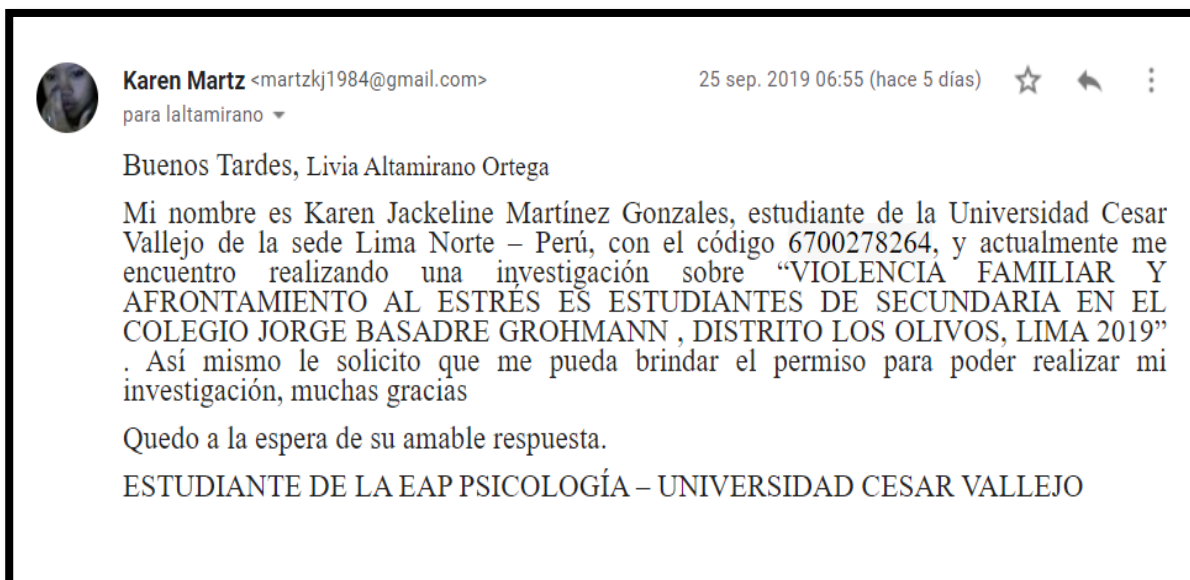 Karen Martz <martzkj1984@gmail.com> 25 sep. 2019 06:55 (hace 5 días)
para laltamirano
Buenos Tardes, Livia Altamirano Ortega
Mi nombre es Karen Jackeline Martínez Gonzales, estudiante de la Universidad Cesar
Vallejo de la sede Lima Norte – Perú, con el código 6700278264, y actualmente me
encuentro realizando una investigación sobre “VIOLENCIA FAMILIAR Y
AFRONTAMIENTO AL ESTRÉS ES ESTUDIANTES DE SECUNDARIA EN EL
COLEGIO JORGE BASADRE GROHMANN , DISTRITO LOS OLIVOS, LIMA 2019”
. Así mismo le solicito que me pueda brindar el permiso para poder realizar mi
investigación, muchas gracias
Quedo a la espera de su amable respuesta.
ESTUDIANTE DE LA EAP PSICOLOGÍA – UNIVERSIDAD CESAR VALLEJO